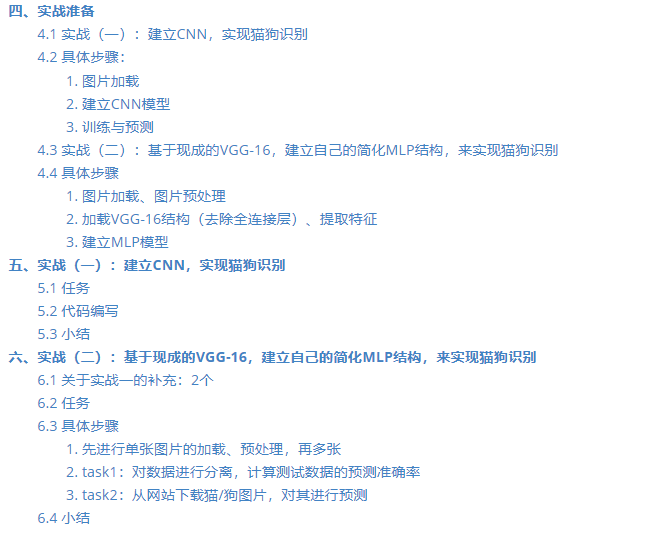 四、实战准备
4.1 实战（一）：建立CNN，实现猫狗识别
4.2 具体步骤：
1. 图片加载
2. 建立CNN模型
3. 训练与预测
4.3 实战（二）：基于现成的VGG-16，建立自己的简化MLP结构，来实现猫狗识别
4.4 具体步骤
1. 图片加载、图片预处理
2. 加载VGG-16结构（去除全连接层）、提取特征
3. 建立MLP模型
五、实战（一）：建立CNN，实现猫狗识别
5.1 任务
5.2 代码编写
5.3 小结
六、实战（二）：基于现成的VGG-16，建立自己的简化MLP结构，来实现猫狗识别
6.1 关于实战一的补充：2个
6.2 任务
6.3 具体步骤
1. 先进行单张图片的加载、预处理，再多张
2. task1：对数据进行分离，计算测试数据的预测准确率
3. task2：从网站下载猫/狗图片，对其进行预测
6.4 小结